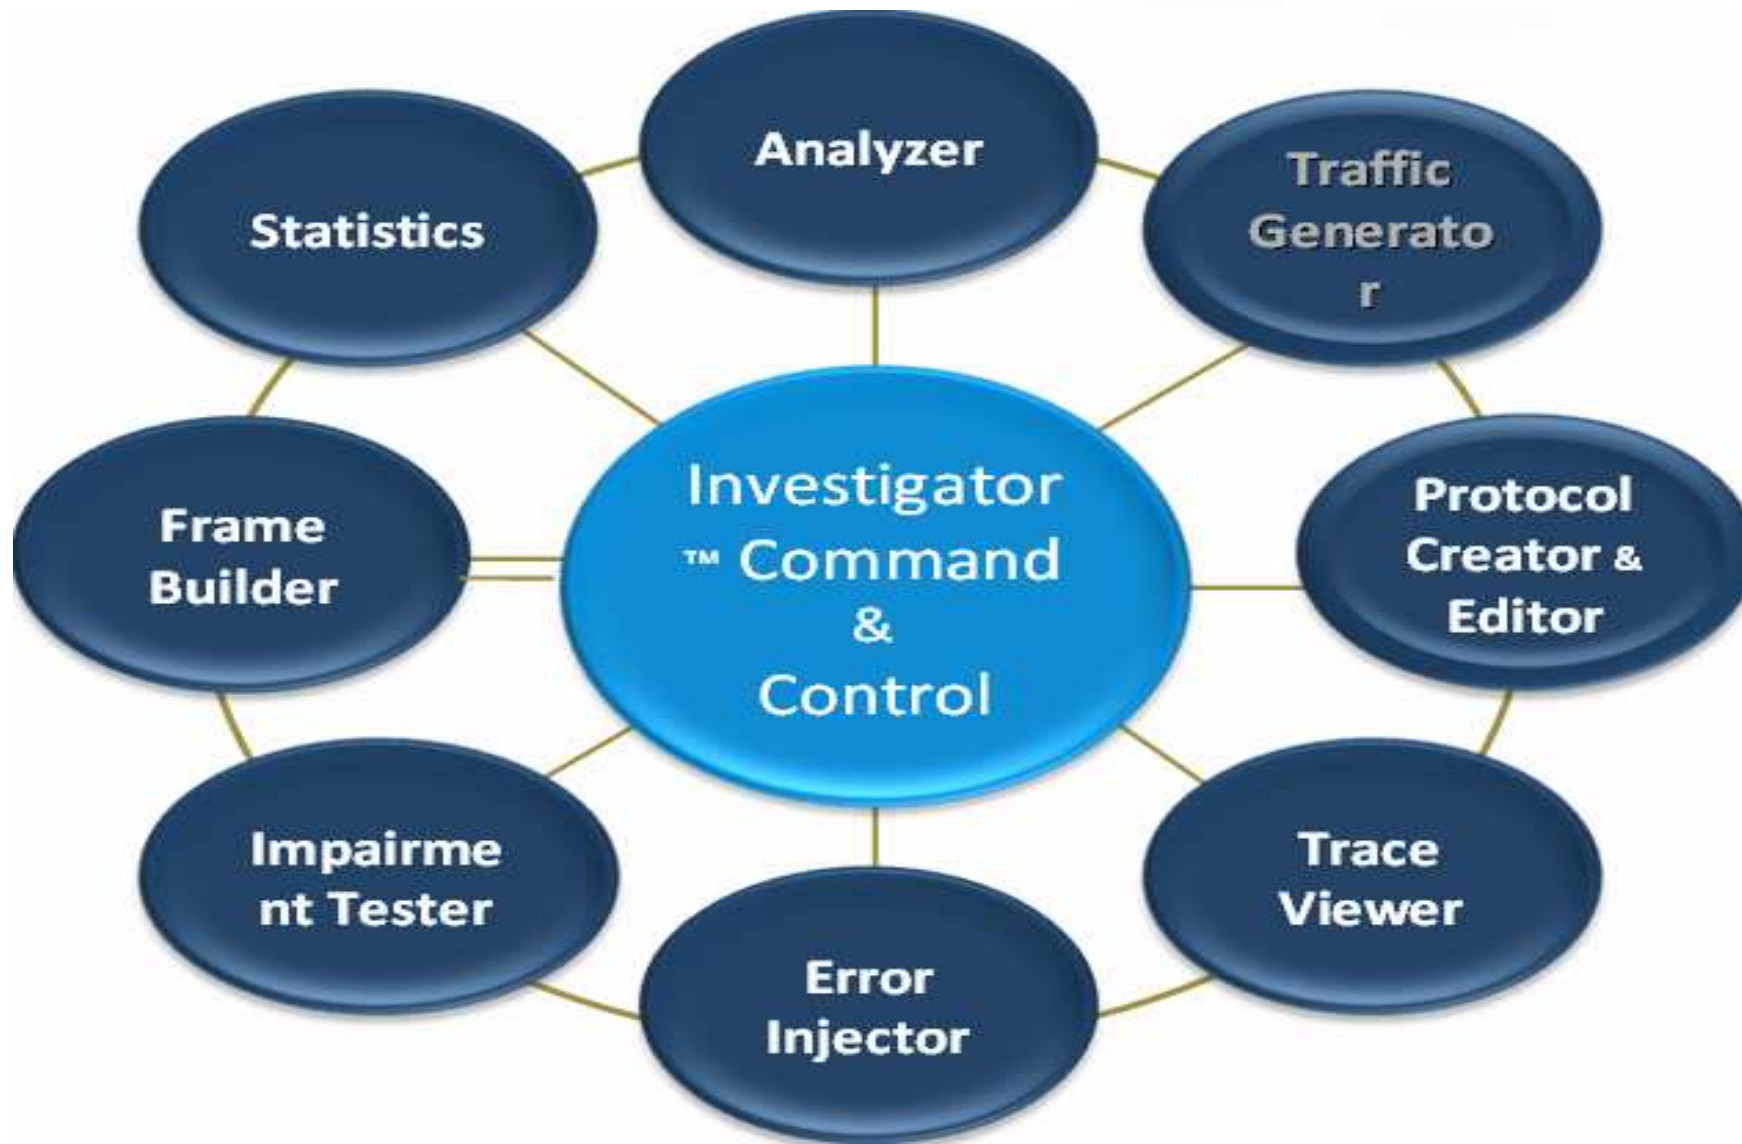 Analyzer
Traffic
Generato
r
Statistics
Investigator
™ Command
&
Control
Protocol
Creator &
Editor
Frame
Builder
Impairme
nt Tester
Trace
Viewer
Error
Injector